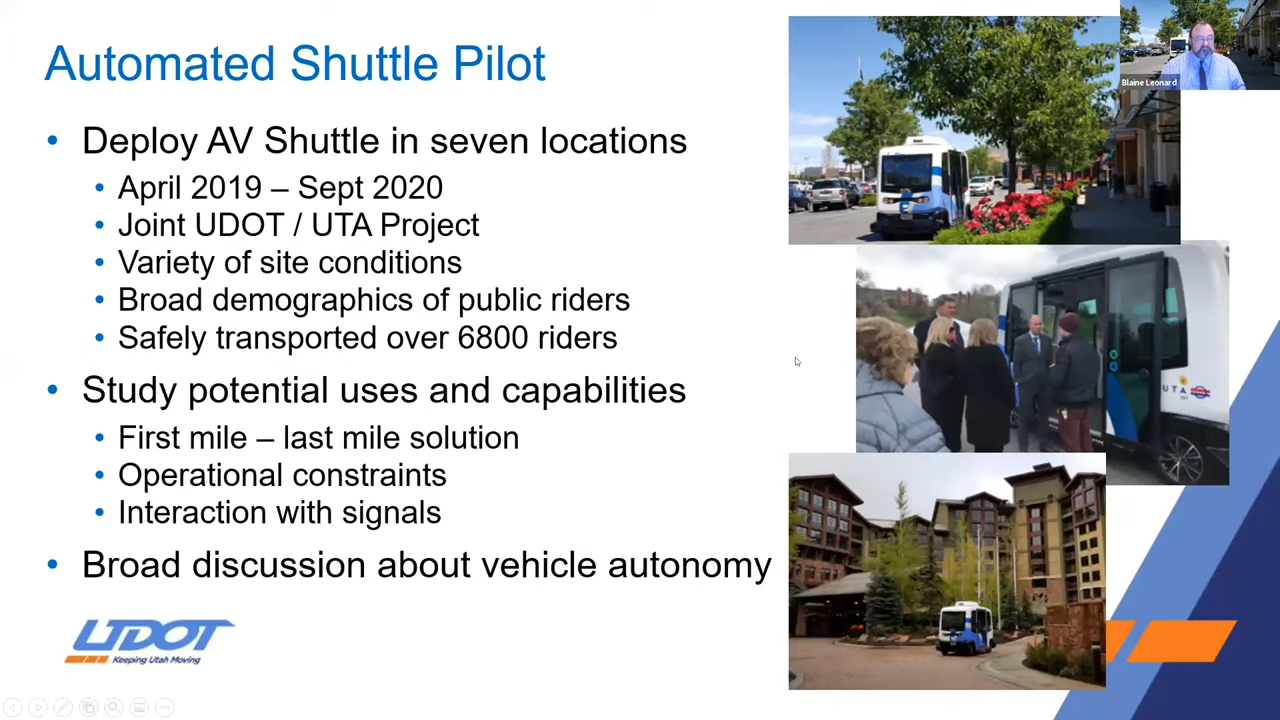 Automated Shuttle Pilot
• Deploy AV Shuttle in seven locations
• April 2019 – Sept 2020
• Joint UDOT / UTA Project
• Variety of site conditions
• Broad demographics of public riders
• Safely transported over 6800 riders
• Study potential uses and capabilities
• First mile – last mile solution
• Operational constraints
• Interaction with signals
• Broad discussion about vehicle autonomy
UDOT
Keeping Utah Moving
Blaine Leonard
UTA